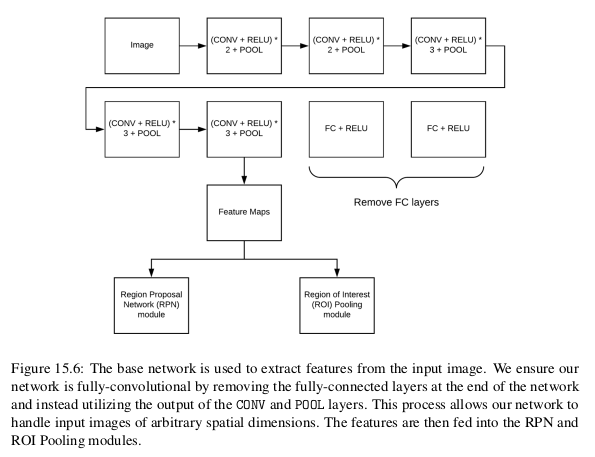 Image
(CONV + RELU) *
2 + POOL
(CONV + RELU) *
2 + POOL
(CONV + RELU) *
3 + POOL
(CONV + RELU) *
3 + POOL
(CONV + RELU) *
3 + POOL
FC + RELU
FC + RELU
Remove FC layers
Feature Maps
Region Proposal
Network (RPN)
module
Region of Interest
(ROI) Pooling
module
Figure 15.6: The base network is used to extract features from the input image. We ensure our
network is fully-convolutional by removing the fully-connected layers at the end of the network
and instead utilizing the output of the CONV and POOL layers. This process allows our network to
handle input images of arbitrary spatial dimensions. The features are then fed into the RPN and
ROI Pooling modules.